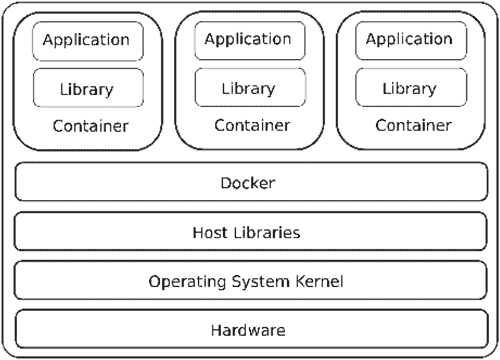 Application
Application
Application
Library
Library
Library
Container
Container
Container
Docker
Host Libraries
Operating System Kernel
Hardware